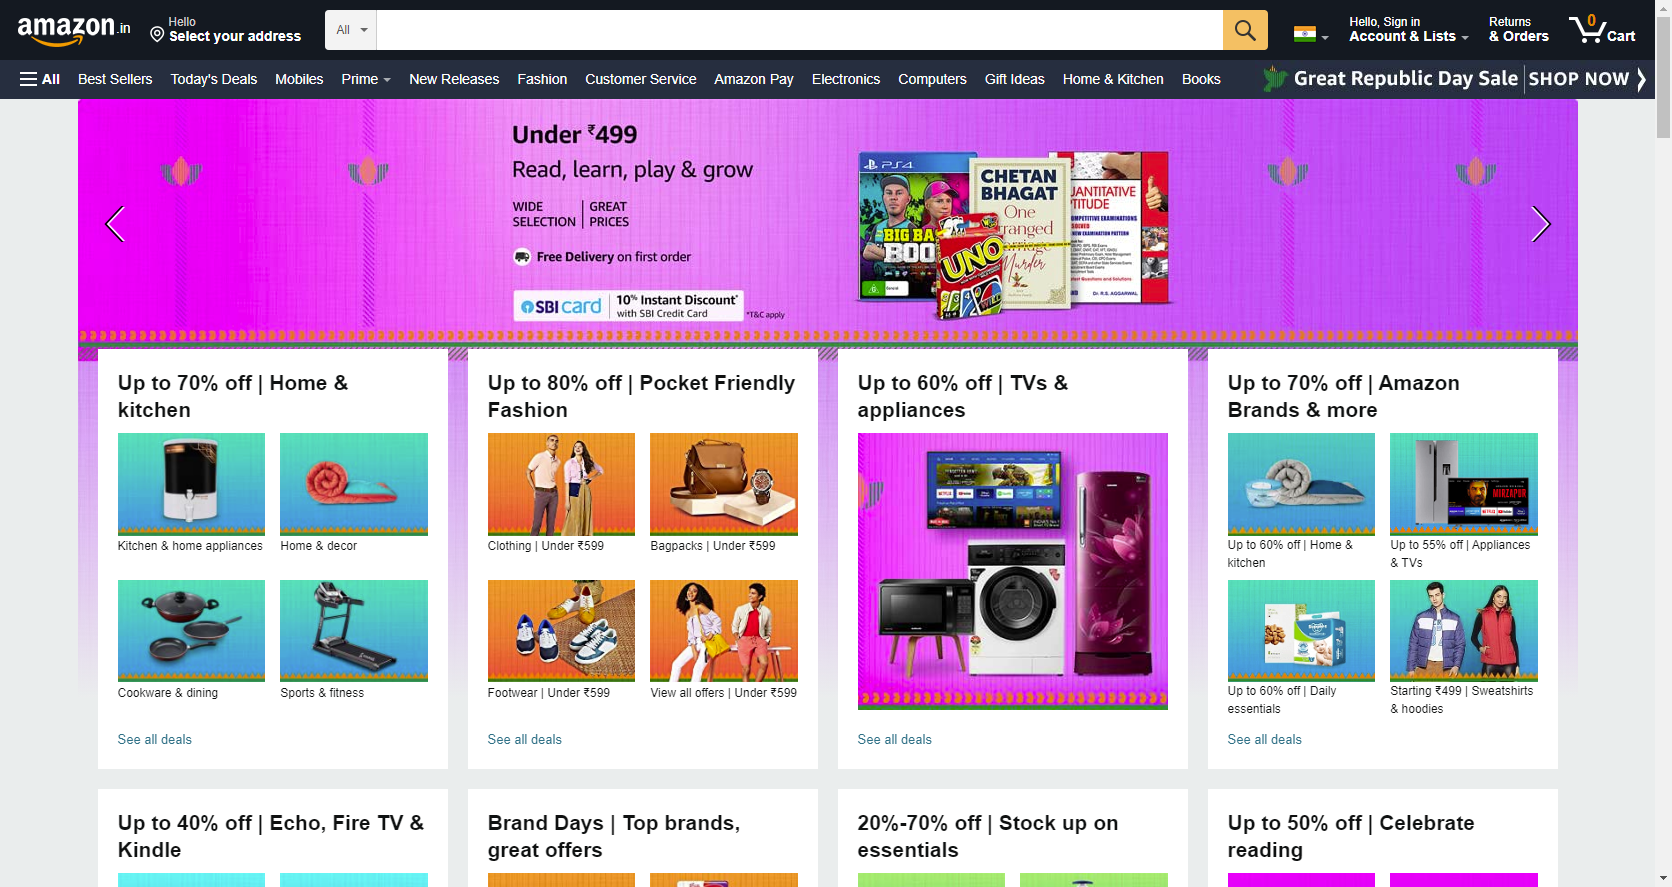 amazon.in
Hello
Select your address
All
Hello, Sign in
Account & Lists
Returns
& Orders
0
Cart
All
Best Sellers
Today's Deals
Mobiles
Prime
New Releases
Fashion
Customer Service
Amazon Pay
Electronics
Computers
Gift Ideas
Home & Kitchen
Books
Great Republic Day Sale
SHOP NOW
Under ₹499
Read, learn, play & grow
WIDE
SELECTION
GREAT
PRICES
Free Delivery on first order
SBI card
10% Instant Discount*
with SBI Credit Card
*T&C apply
PS4
BIG BA
BOO
UNO
CHETAN
BHAGAT
One
rranged
Murder
UANTITATIVE
TITUDE
Dr. R.S. AGGARWAL
Up to 70% off | Home &
kitchen
Kitchen & home appliances
Home & decor
Cookware & dining
Sports & fitness
See all deals
Up to 80% off | Pocket Friendly
Fashion
Clothing | Under ₹599
Bagpacks | Under ₹599
Footwear | Under ₹599
View all offers | Under ₹599
See all deals
Up to 60% off | TVs &
appliances
See all deals
Up to 70% off | Amazon
Brands & more
MIRZAPUR
Up to 60% off | Home &
kitchen
Up to 55% off | Appliances
& TVs
Up to 60% off | Daily
essentials
Starting ₹499 | Sweatshirts
& hoodies
See all deals
Up to 40% off | Echo, Fire TV &
Kindle
Brand Days | Top brands,
great offers
20%-70% off | Stock up on
essentials
Up to 50% off | Celebrate
reading